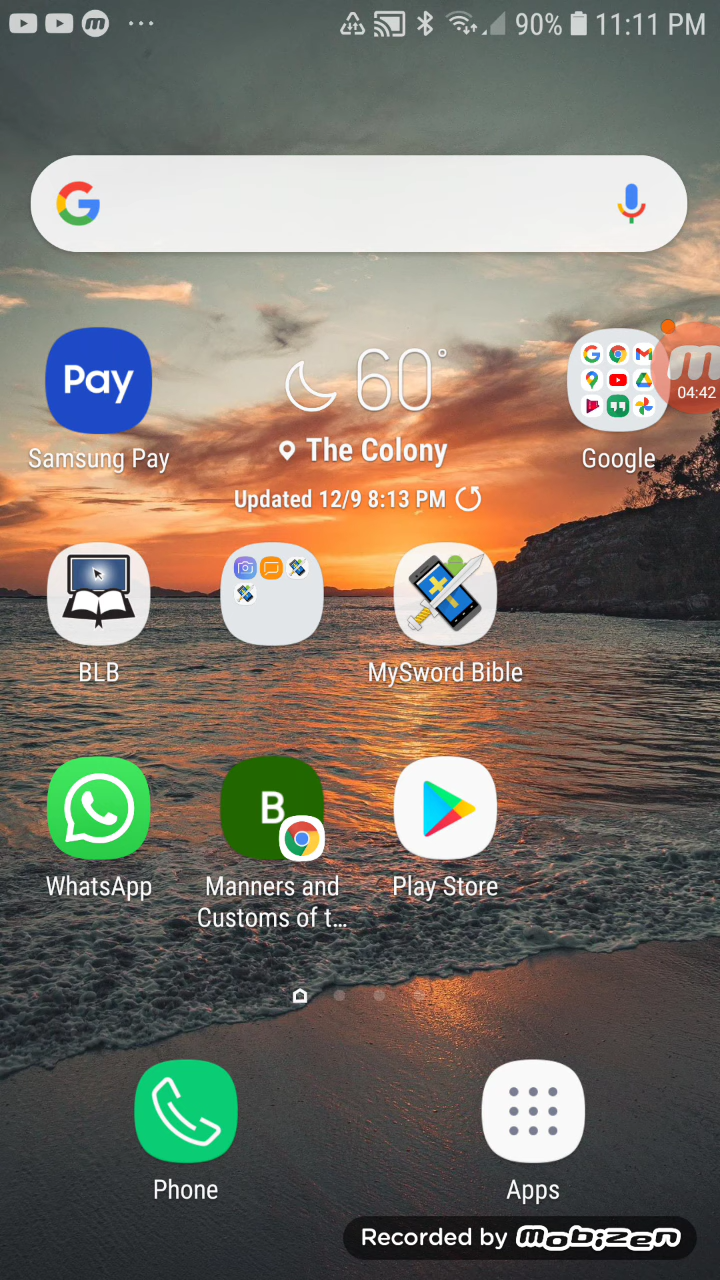 90% 11:11 PM
Pay
60°
04:42
Samsung Pay
The Colony
Google
Updated 12/9 8:13 PM
BLB
MySword Bible
B
WhatsApp
Manners and
Customs of t...
Play Store
Phone
Apps
Recorded by mobizen